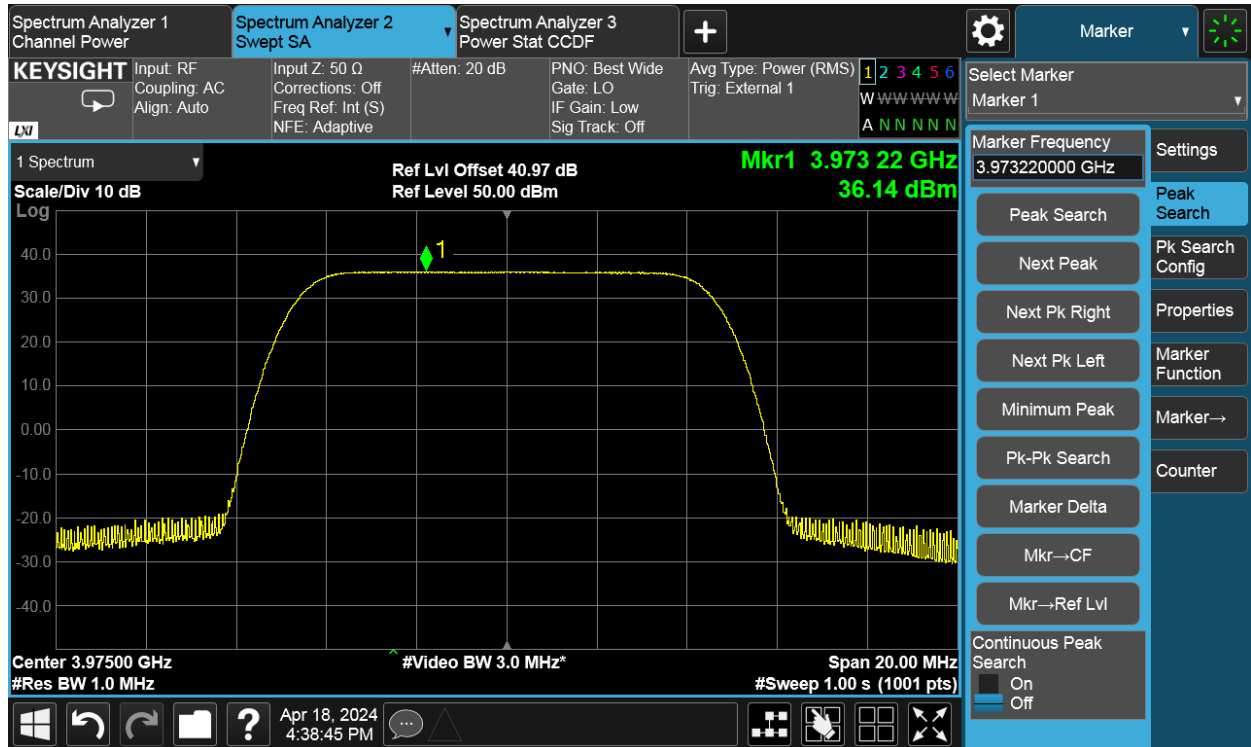 Spectrum Analyzer 1
Channel Power
Spectrum Analyzer 2
Swept SA
Spectrum Analyzer 3
Power Stat CCDF
+
Marker
KEYSIGHT
LXI
Input: RF
Coupling: AC
Align: Auto
Input Z: 50 Ω
Corrections: Off
Freq Ref: Int (S)
NFE: Adaptive
#Atten: 20 dB
PNO: Best Wide
Gate: LO
IF Gain: Low
Sig Track: Off
Avg Type: Power (RMS)
Trig: External 1
1 2 3 4 5 6
W W W W W W
A N N N N N
Select Marker
Marker 1
1 Spectrum
Scale/Div 10 dB
Log
Ref Lvl Offset 40.97 dB
Ref Level 50.00 dBm
Mkr1 3.973 22 GHz
36.14 dBm
1
40.0
30.0
20.0
10.0
0.00
-10.0
-20.0
-30.0
-40.0
Center 3.97500 GHz
#Res BW 1.0 MHz
#Video BW 3.0 MHz*
Span 20.00 MHz
#Sweep 1.00 s (1001 pts)
Marker Frequency
3.973220000 GHz
Peak Search
Next Peak
Next Pk Right
Next Pk Left
Minimum Peak
Pk-Pk Search
Marker Delta
Mkr→CF
Mkr→Ref Lvl
Continuous Peak
Search
On
Off
Settings
Peak
Search
Pk Search
Config
Properties
Marker
Function
Marker→
Counter
?
Apr 18, 2024
4:38:45 PM